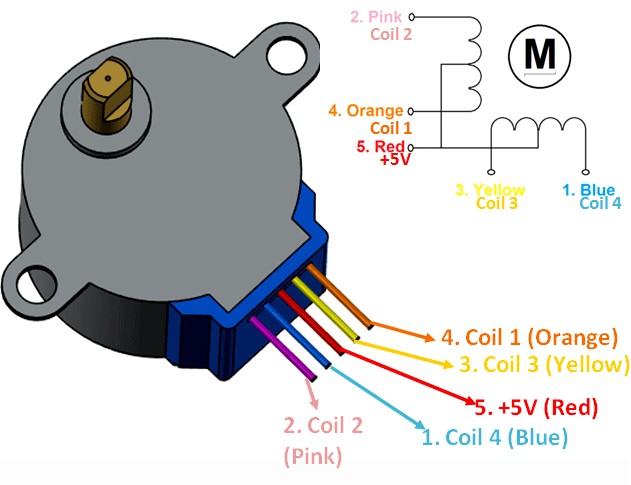 2. Pink
Coil 2
M
4. Orange
Coil 1
5. Red
+5V
3. Yellow
Coil 3
1. Blue
Coil 4
4. Coil 1 (Orange)
3. Coil 3 (Yellow)
5. +5V (Red)
2. Coil 2
(Pink)
1. Coil 4 (Blue)